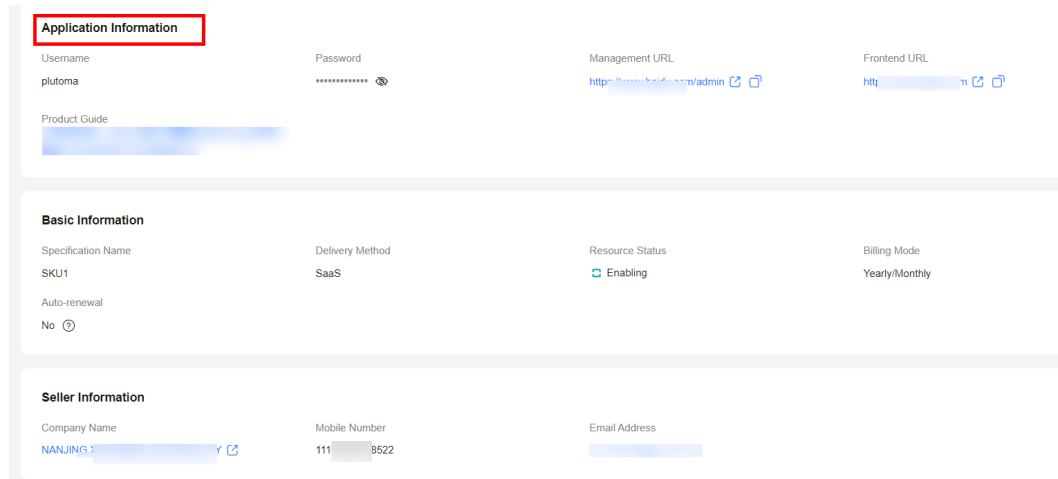 Application Information
Username Password Management URL Frontend URL
plutoma ************* /admin
Product Guide
Basic Information
Specification Name Delivery Method Resource Status Billing Mode
SKU1 SaaS Enabling Yearly/Monthly
Auto-renewal
No
Seller Information
Company Name Mobile Number Email Address
NANJING 111 8522